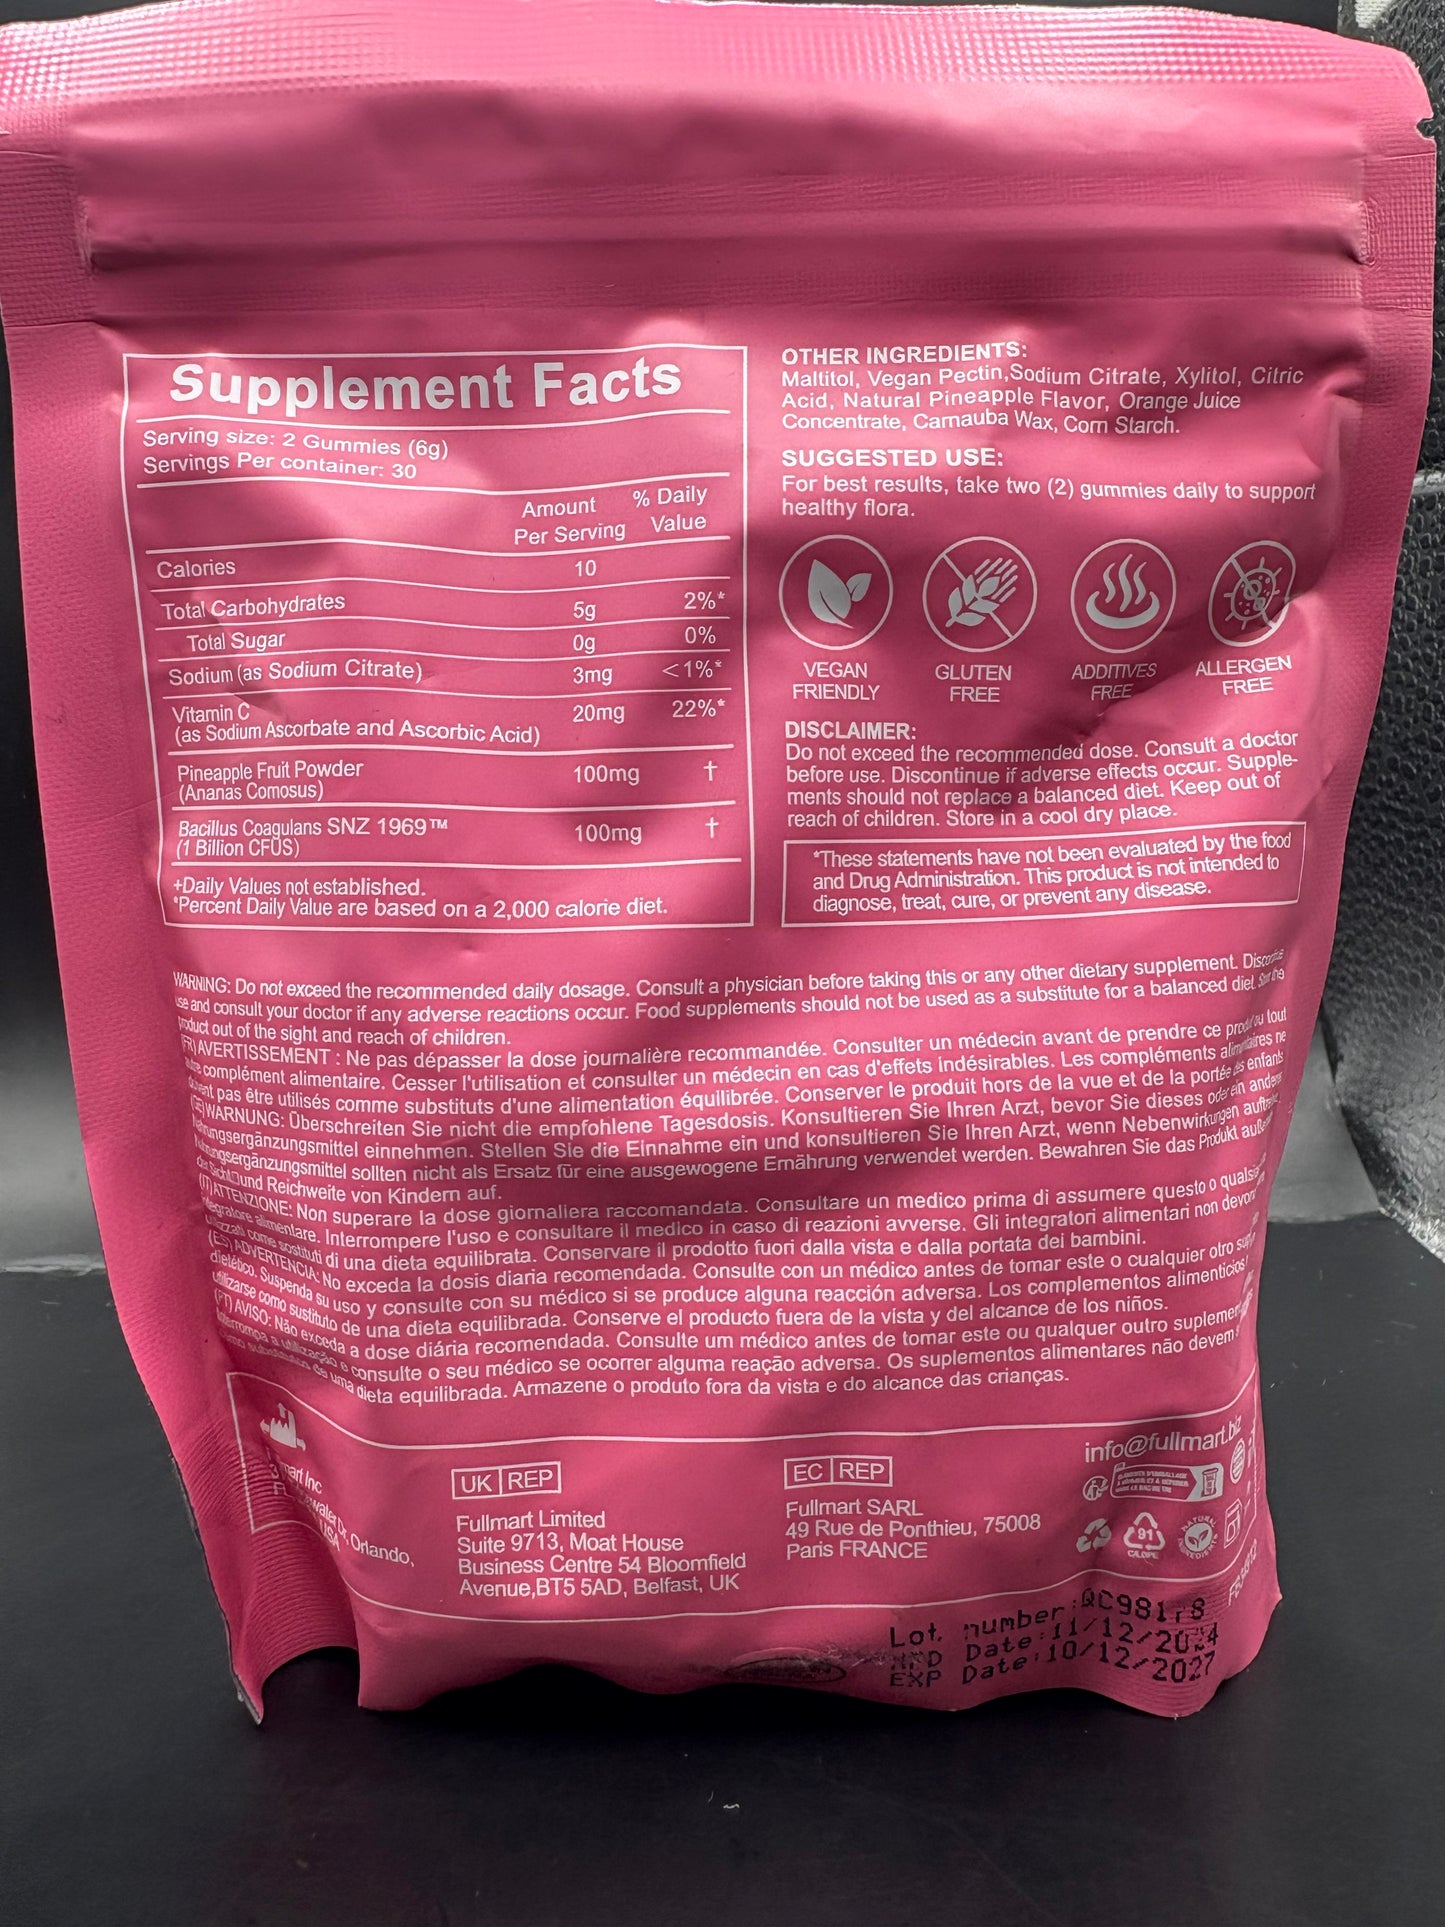 Supplement Facts
Serving size: 2 Gummies (6g)
Servings Per container: 30
Amount Per Serving % Daily Value
Calories 10
Total Carbohydrates 5g 2%*
Total Sugar 0g 0%
Sodium (as Sodium Citrate) 3mg <1%*
Vitamin C 20mg 22%*
(as Sodium Ascorbate and Ascorbic Acid)
Pineapple Fruit Powder 100mg †
(Ananas Comosus)
Bacillus Coagulans SNZ 1969™ 100mg †
(1 Billion CFUS)
+Daily Values not established.
*Percent Daily Value are based on a 2,000 calorie diet.
OTHER INGREDIENTS:
Maltitol, Vegan Pectin,Sodium Citrate, Xylitol, Citric
Acid, Natural Pineapple Flavor, Orange Juice
Concentrate, Carnauba Wax, Corn Starch.
SUGGESTED USE:
For best results, take two (2) gummies daily to support
healthy flora.
VEGAN
FRIENDLY
GLUTEN
FREE
ADDITIVES
FREE
ALLERGEN
FREE
DISCLAIMER:
Do not exceed the recommended dose. Consult a doctor
before use. Discontinue if adverse effects occur. Supple-
ments should not replace a balanced diet. Keep out of
reach of children. Store in a cool dry place.
*These statements have not been evaluated by the food
and Drug Administration. This product is not intended to
diagnose, treat, cure, or prevent any disease.
WARNING: Do not exceed the recommended daily dosage. Consult a physician before taking this or any other dietary supplement. Discontinue
use and consult your doctor if any adverse reactions occur. Food supplements should not be used as a substitute for a balanced diet. Store the
product out of the sight and reach of children.
(FR)AVERTISSEMENT : Ne pas dépasser la dose journalière recommandée. Consulter un médecin avant de prendre ce produit ou tout
autre complément alimentaire. Cesser l'utilisation et consulter un médecin en cas d'effets indésirables. Les compléments alimentaires ne
doivent pas être utilisés comme substituts d'une alimentation équilibrée. Conserver le produit hors de la vue et de la portée des enfants
(GE)WARNUNG: Überschreiten Sie nicht die empfohlene Tagesdosis. Konsultieren Sie Ihren Arzt, bevor Sie dieses oder ein anderes
Nahrungsergänzungsmittel einnehmen. Stellen Sie die Einnahme ein und konsultieren Sie Ihren Arzt, wenn Nebenwirkungen auftreten.
Nahrungsergänzungsmittel sollten nicht als Ersatz für eine ausgewogene Ernährung verwendet werden. Bewahren Sie das Produkt außer
der Sicht und Reichweite von Kindern auf.
(IT)ATTENZIONE: Non superare la dose giornaliera raccomandata. Consultare un medico prima di assumere questo o qualsiasi
integratore alimentare. Interrompere l'uso e consultare il medico in caso di reazioni avverse. Gli integratori alimentari non devono
utilizzati come sostituti di una dieta equilibrata. Conservare il prodotto fuori dalla vista e dalla portata dei bambini.
(ES) ADVERTENCIA: No exceda la dosis diaria recomendada. Consulte con un médico antes de tomar este o cualquier otro
dietético. Suspenda su uso y consulte con su médico si se produce alguna reacción adversa. Los complementos alimenticios
utilizarse como sustituto de una dieta equilibrada. Conserve el producto fuera de la vista y del alcance de los niños.
(PT) AVISO: Não exceda a dose diária recomendada. Consulte um médico antes de tomar este ou qualquer outro
Interrompa a utilização e consulte o seu médico se ocorrer alguma reação adversa. Os suplementos alimentares não devem
como substituto de uma dieta equilibrada. Armazene o produto fora da vista e do alcance das crianças.
Inc
Dr, Orlando,
USA
UK REP
Fullmart Limited
Suite 9713, Moat House
Business Centre 54 Bloomfield
Avenue,BT5 5AD, Belfast, UK
EC REP
Fullmart SARL
49 Rue de Ponthieu, 75008
Paris FRANCE
info@fullmart.biz
91
C/LDPE
NATURAL
INGREDIENTS
Lot. number:
Date:11/12/2024
EXP Date:10/12/2027